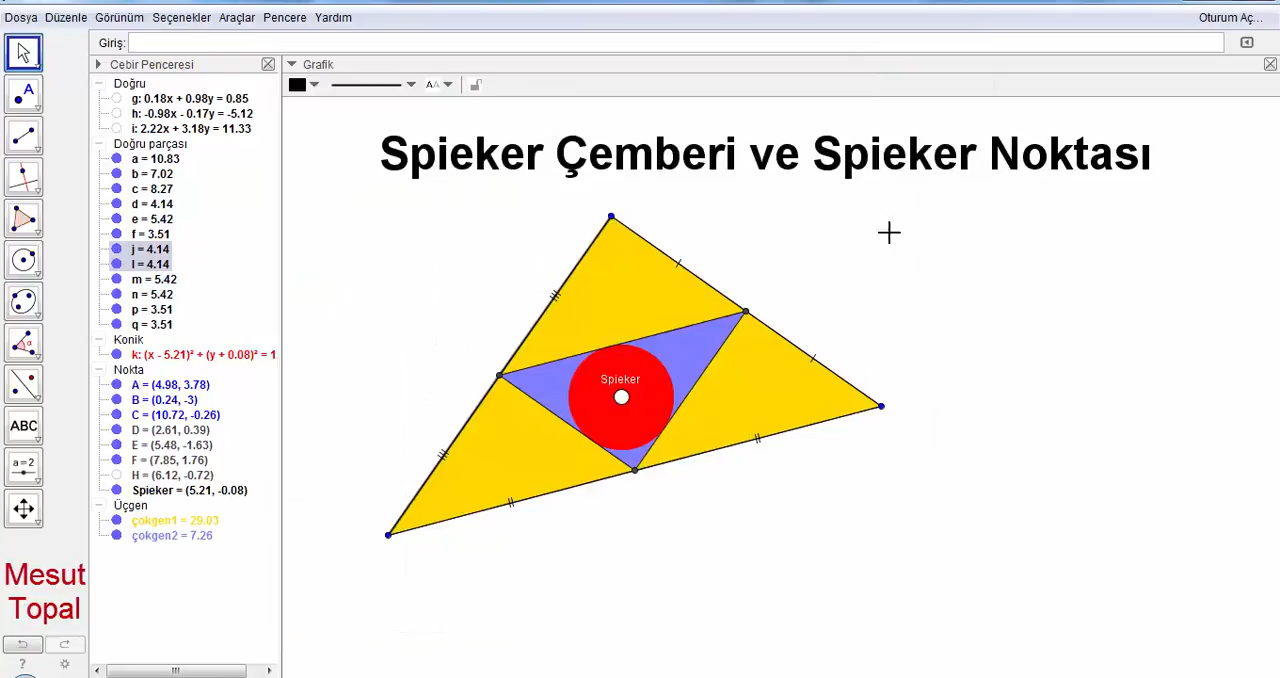 Dosya Düzenle Görünüm Seçenekler Araçlar Pencere Yardım Oturum Aç...
Giriş:
Cebir Penceresi
Grafik
Doğru
g: 0.18x + 0.98y = 0.85
h: -0.98x - 0.17y = -5.12
i: 2.22x + 3.18y = 11.33
Doğru parçası
a = 10.83
b = 7.02
c = 8.27
d = 4.14
e = 5.42
f = 3.51
j = 4.14
l = 4.14
m = 5.42
n = 5.42
p = 3.51
q = 3.51
Konik
k: (x - 5.21)² + (y + 0.08)² = 1
Nokta
A = (4.98, 3.78)
B = (0.24, -3)
C = (10.72, -0.26)
D = (2.61, 0.39)
E = (5.48, -1.63)
F = (7.85, 1.76)
H = (6.12, -0.72)
Spieker = (5.21, -0.08)
Üçgen
çokgen1 = 29.03
çokgen2 = 7.26
A
α
ABC
a=2
Mesut
Topal
?
AA
Spieker Çemberi ve Spieker Noktası
Spieker